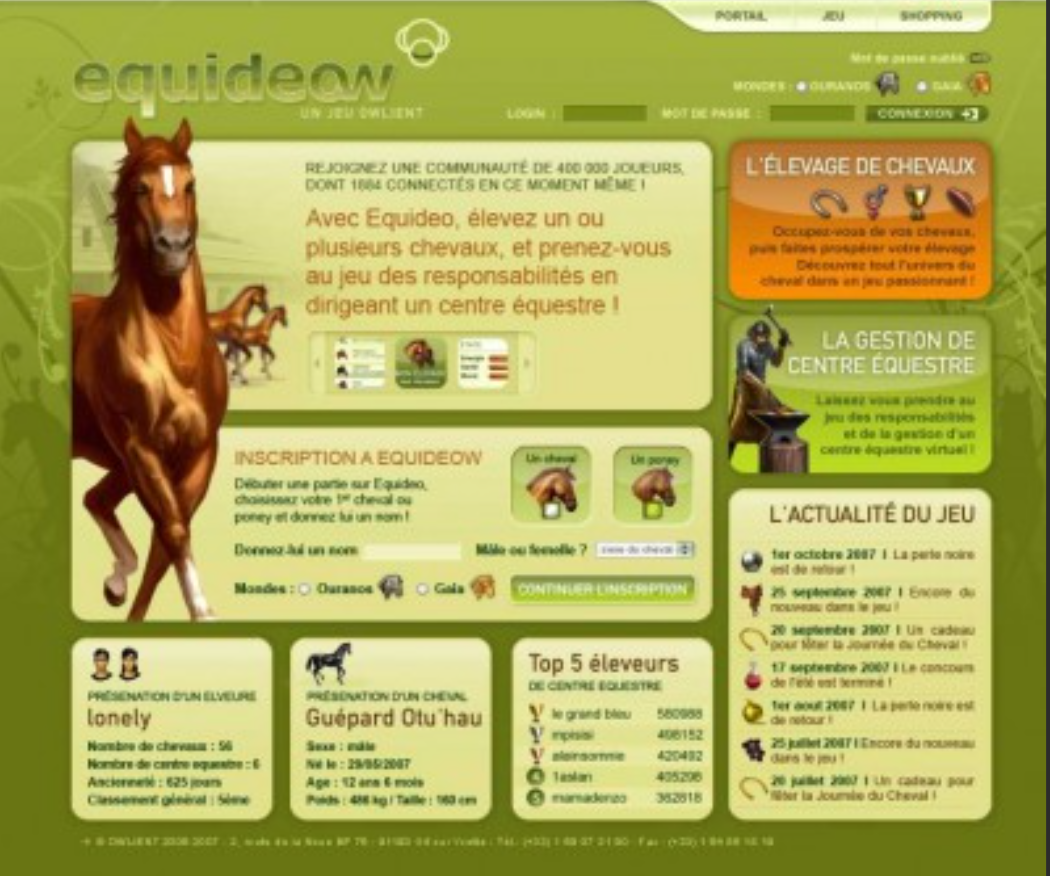 PORTAIL JEU SHOPPING
equideow
UN JEU OWLIENT
Mot de passe oublié
MONDES : OURANOS GAIA
LOGIN : MOT DE PASSE : CONNEXION
REJOIGNEZ UNE COMMUNAUTÉ DE 400 000 JOUEURS,
DONT 1884 CONNECTÉS EN CE MOMENT MÊME !
Avec Equideo, élevez un ou
plusieurs chevaux, et prenez-vous
au jeu des responsabilités en
dirigeant un centre équestre !
INSCRIPTION A EQUIDEOW
Débuter une partie sur Equideo,
choisissez votre 1er cheval ou
poney et donnez lui un nom !
Un cheval
Un poney
Donnez-lui un nom
Mâle ou femelle ?
Mondes : Ouranos Gaia
CONTINUER L'INSCRIPTION
PRÉSENATION D'UN ELVEURE
lonely
Nombre de chevaux : 56
Nombre de centre equestre : 6
Ancienneté : 625 jours
Classement général : 5ème
PRÉSENATION D'UN CHEVAL
Guépard Otu'hau
Sexe : mâle
Né le : 29/05/2007
Age : 12 ans 6 mois
Poids : 486 kg / Taille : 160 cm
Top 5 éleveurs
DE CENTRE EQUESTRE
le grand bleu 580988
mpisisi 498152
aleinsomnie 420492
4 1aslan 405298
5 mamadenzo 362818
L'ÉLEVAGE DE CHEVAUX
Occupez-vous de vos chevaux,
puis faites prospérer votre élevage
Découvrez tout l'univers du
cheval dans un jeu passionnant !
LA GESTION DE
CENTRE ÉQUESTRE
Laissez vous prendre au
jeu des responsabilités
et de la gestion d'un
centre équestre virtuel !
L'ACTUALITÉ DU JEU
1er octobre 2007 I La perle noire
est de retour !
25 septembre 2007 I Encore du
nouveau dans le jeu !
20 septembre 2007 I Un cadeau
pour fêter la Journée du Cheval !
17 septembre 2007 I Le concours
de l'été est terminé !
1er aout 2007 I La perle noire est
de retour !
25 juillet 2007 I Encore du nouveau
dans le jeu !
20 juillet 2007 I Un cadeau pour
fêter la Journée du Cheval !
© OWLIENT 2006 2007 - 2,